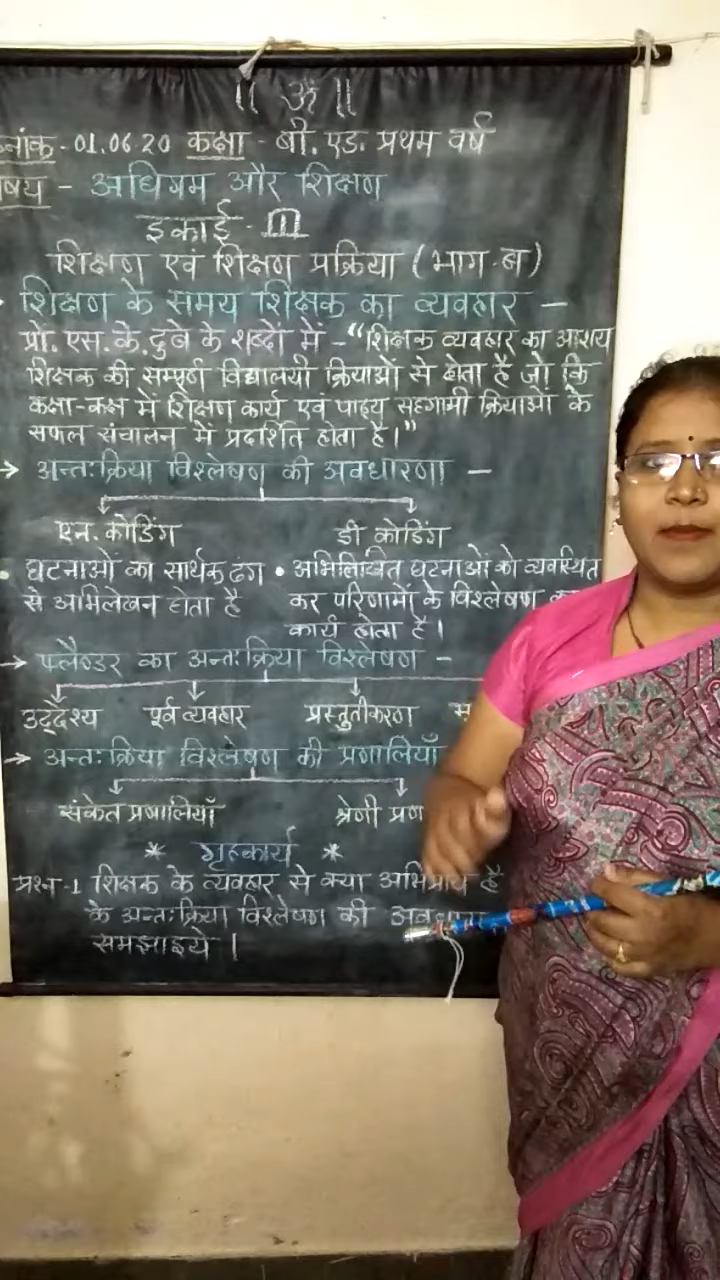 || ॐ ||
नांक - 01.06.20 कक्षा - बी. एड. प्रथम वर्ष
षय - अधिगम और शिक्षण
इकाई - III
शिक्षण एवं शिक्षण प्रक्रिया ( भाग - ब )
शिक्षण के समय शिक्षक का व्यवहार -
प्रो. एस. के. दुबे के शब्दों में - “शिक्षक व्यवहार का आशय
शिक्षक की सम्पूर्ण विद्यालयी क्रियाओं से होता है जो कि
कक्षा-कक्ष में शिक्षण कार्य एवं पाठ्य सहगामी क्रियाओं के
सफल संचालन में प्रदर्शित होता है।”
→ अन्तःक्रिया विश्लेषण की अवधारणा -
एन. कोडिंग डी कोडिंग
• घटनाओं का सार्थक ढंग • अभिलिखित घटनाओं को व्यवस्थित
से अभिलेखन होता है कर परिणामों के विश्लेषण
कार्य होता है।
→ फ्लैण्डर का अन्तःक्रिया विश्लेषण -
उद्देश्य पूर्व व्यवहार प्रस्तुतीकरण
→ अन्तःक्रिया विश्लेषण की प्रणालियाँ
संकेत प्रणालियाँ श्रेणी प्रण
* गृहकार्य *
प्रश्न-1 शिक्षक के व्यवहार से क्या अभिप्राय है
के अन्तःक्रिया विश्लेषण की
समझाइये।